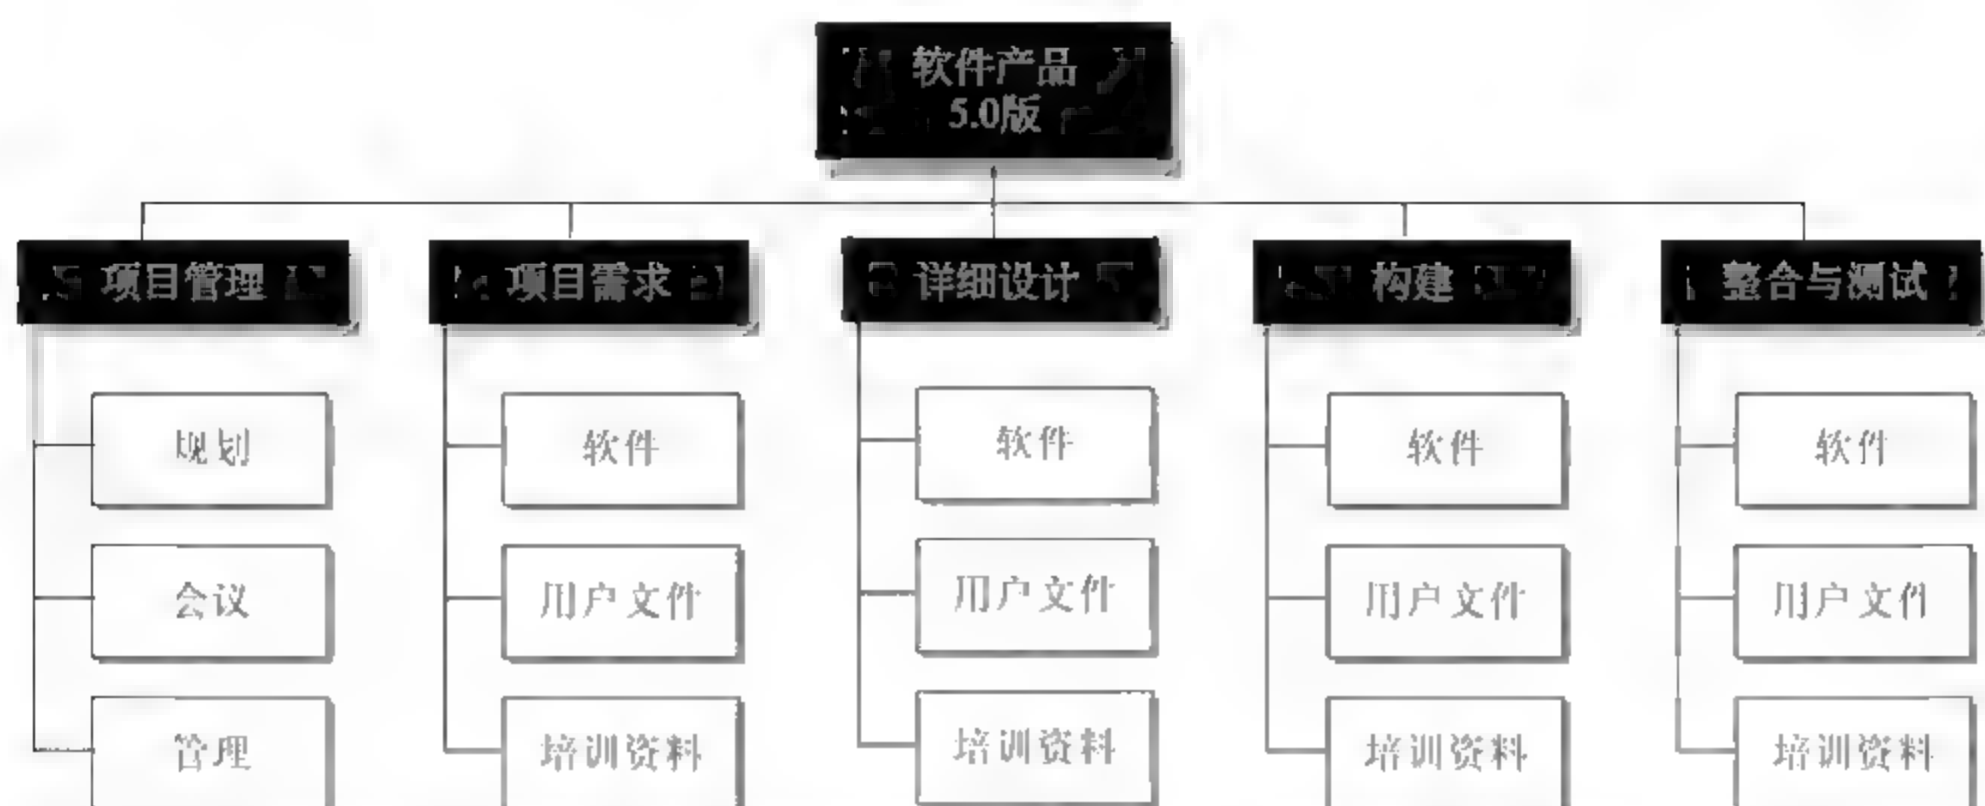 软件产品
5.0版
项目管理
项目需求
详细设计
构建
整合与测试
规划
软件
软件
软件
软件
会议
用户文件
用户文件
用户文件
用户文件
管理
培训资料
培训资料
培训资料
培训资料